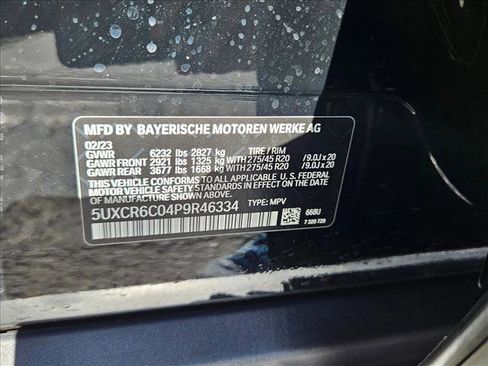 MFD BY BAYERISCHE MOTOREN WERKE AG
02/23 TIRE / RIM
GVWR 6232 lbs 2827 kg
GAWR FRONT 2921 lbs 1325 kg WITH 275/45 R20 /9.0J x 20
GAWR REAR 3677 lbs 1668 kg WITH 275/45 R20 /9.0J x 20
THIS VEHICLE CONFORMS TO ALL APPLICABLE U.S. FEDERAL
MOTOR VEHICLE SAFETY STANDARDS IN EFFECT ON THE DATE
OF MANUFACTURE SHOWN ABOVE.
5UXCR6C04P9R46334 TYPE: MPV 668U
7 320 720